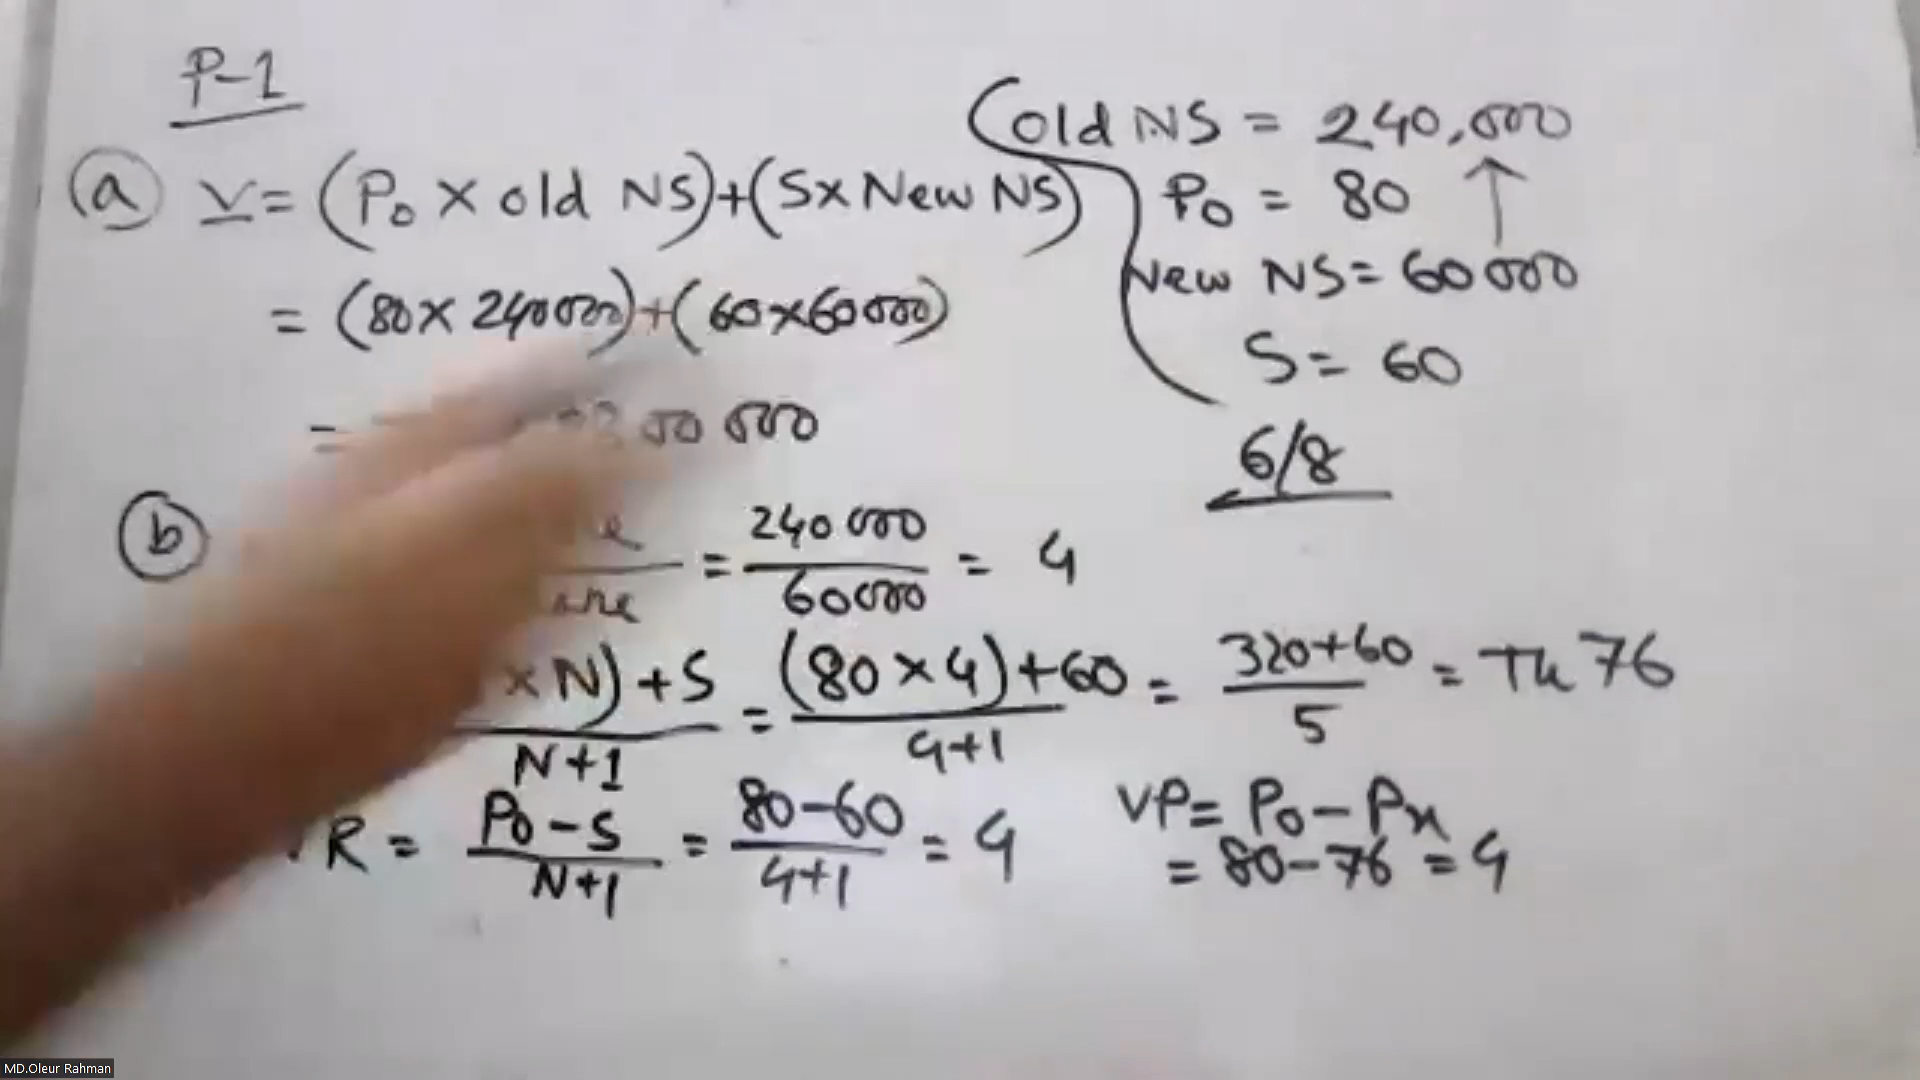 P-1
(old NS = 240,000
ⓐ V = (P₀ × old NS)+(S× New NS)
P₀ = 80
New NS = 60000
= (80× 240000)+(60×60000)
S = 60
= 00 000
6/8
ⓑ = 240000 / 60000 = 4
×N)+S / N+1 = (80×4)+60 / 4+1 = 320+60 / 5 = Tk 76
R = P₀-S / N+1 = 80-60 / 4+1 = 4
VP= P₀ - Px
= 80-76 = 4
MD.Oleur Rahman